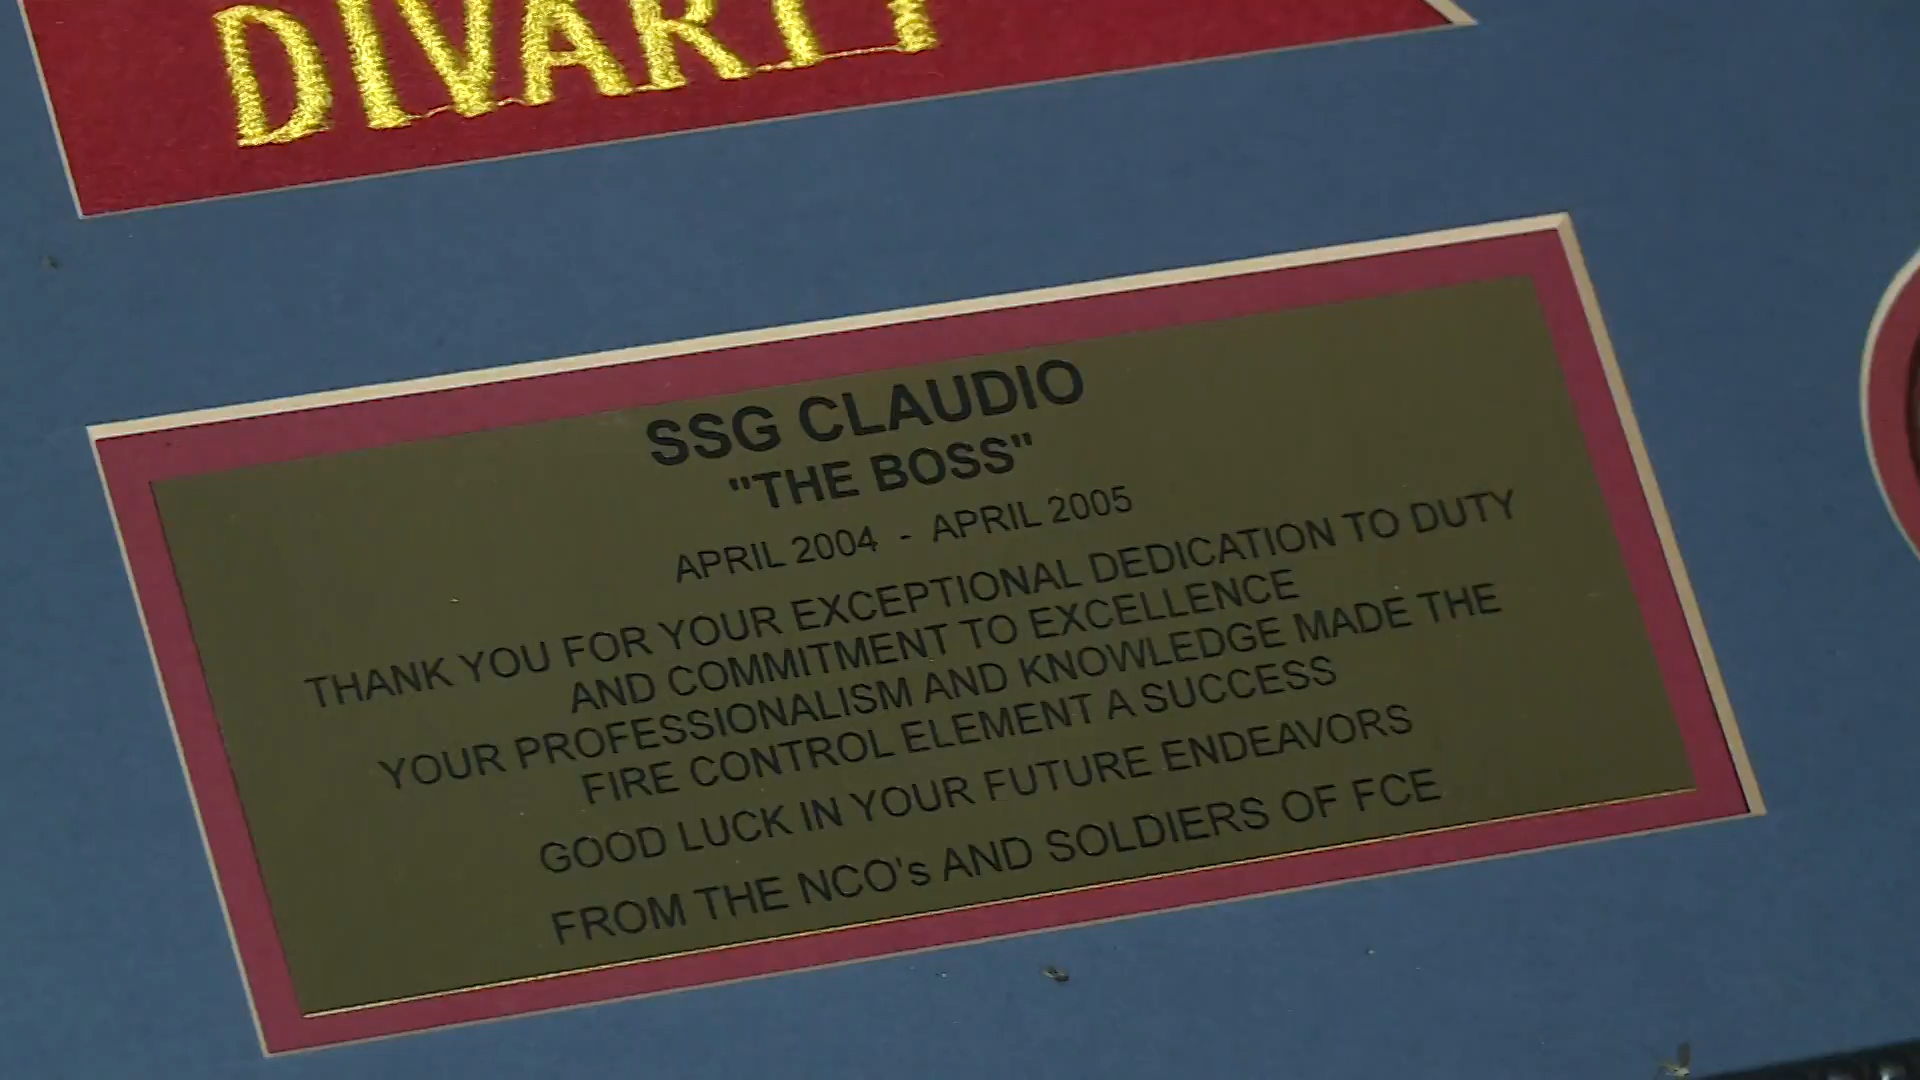 DIVARTY
SSG CLAUDIO
"THE BOSS"
APRIL 2004 - APRIL 2005
THANK YOU FOR YOUR EXCEPTIONAL DEDICATION TO DUTY
AND COMMITMENT TO EXCELLENCE
YOUR PROFESSIONALISM AND KNOWLEDGE MADE THE
FIRE CONTROL ELEMENT A SUCCESS
GOOD LUCK IN YOUR FUTURE ENDEAVORS
FROM THE NCO's AND SOLDIERS OF FCE